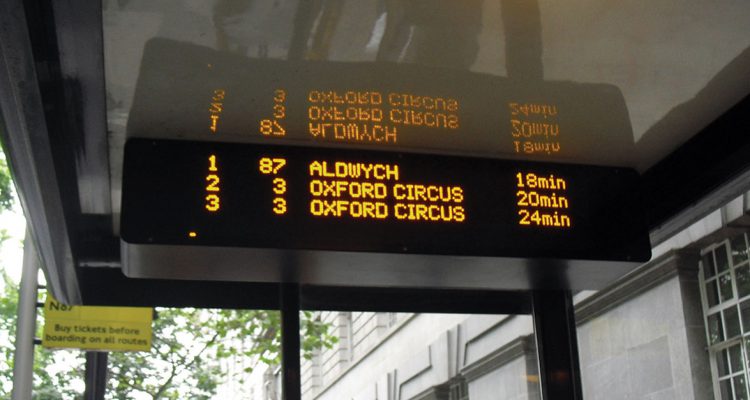 1 87 ALDWYCH 18min
2 3 OXFORD CIRCUS 20min
3 3 OXFORD CIRCUS 24min
N87
Buy tickets before
boarding on all routes